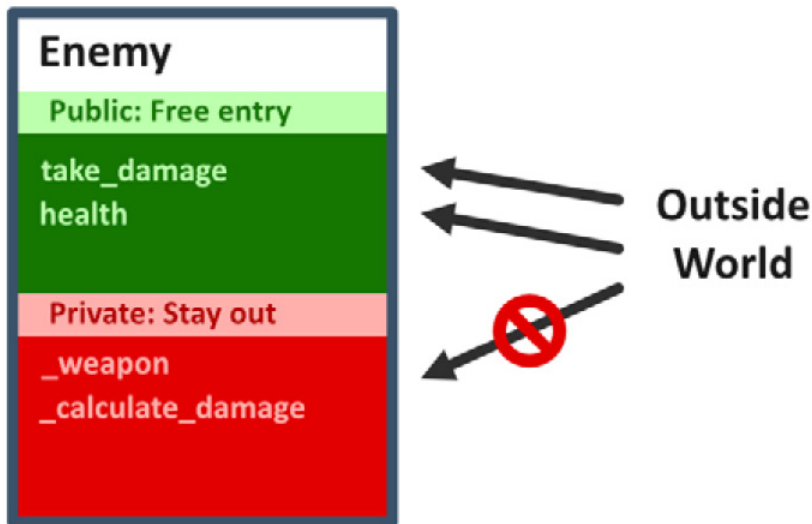 Enemy
Public: Free entry
take_damage
health
Private: Stay out
_weapon
_calculate_damage
Outside
World